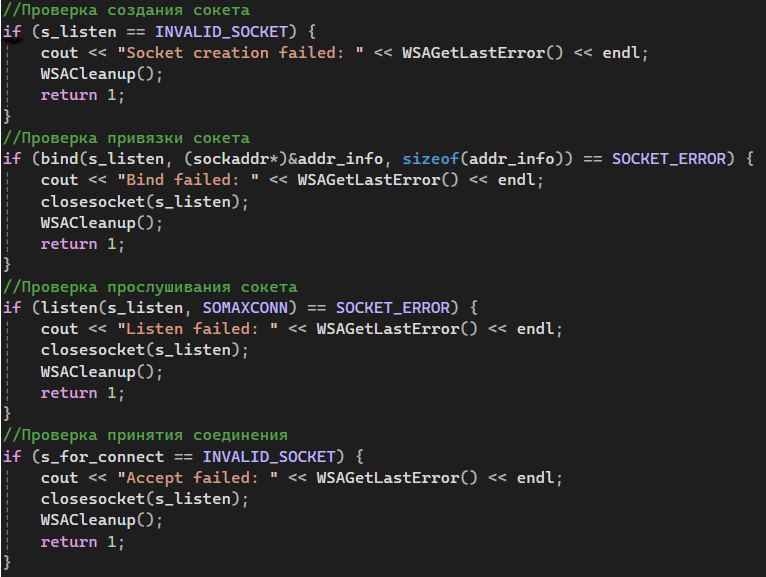 //Проверка создания сокета
if (s_listen == INVALID_SOCKET) {
    cout << "Socket creation failed: " << WSAGetLastError() << endl;
    WSACleanup();
    return 1;
}
//Проверка привязки сокета
if (bind(s_listen, (sockaddr*)&addr_info, sizeof(addr_info)) == SOCKET_ERROR) {
    cout << "Bind failed: " << WSAGetLastError() << endl;
    closesocket(s_listen);
    WSACleanup();
    return 1;
}
//Проверка прослушивания сокета
if (listen(s_listen, SOMAXCONN) == SOCKET_ERROR) {
    cout << "Listen failed: " << WSAGetLastError() << endl;
    closesocket(s_listen);
    WSACleanup();
    return 1;
}
//Проверка принятия соединения
if (s_for_connect == INVALID_SOCKET) {
    cout << "Accept failed: " << WSAGetLastError() << endl;
    closesocket(s_listen);
    WSACleanup();
    return 1;
}